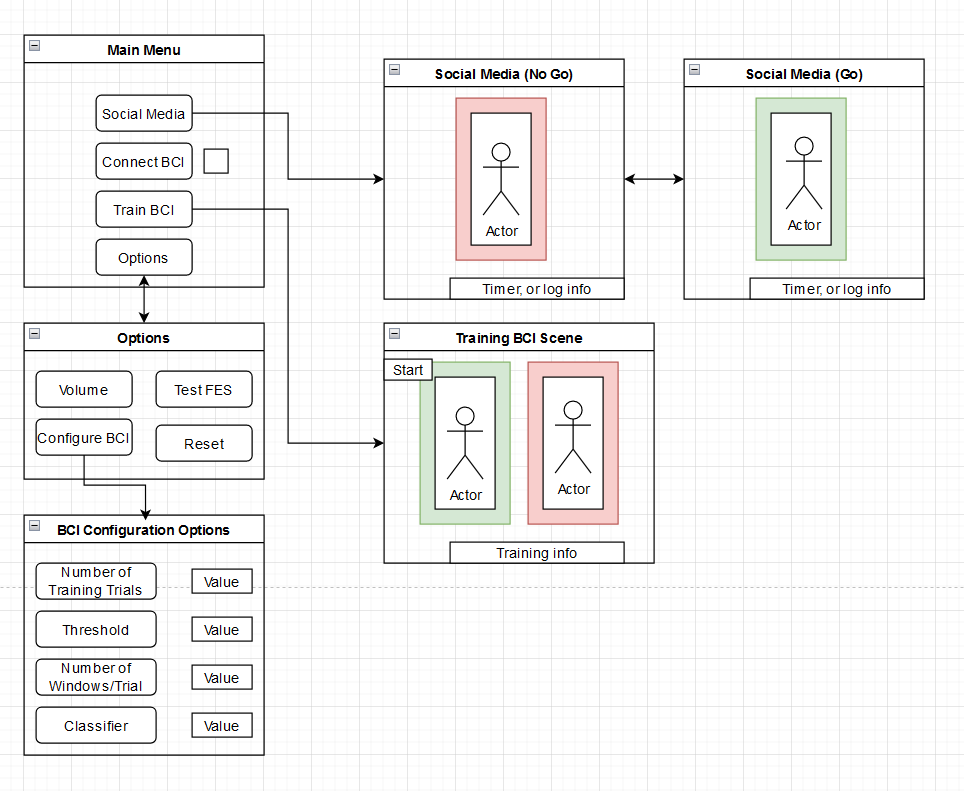 Main Menu
Social Media
Connect BCI
Train BCI
Options
Social Media (No Go)
Actor
Timer, or log info
Social Media (Go)
Actor
Timer, or log info
Options
Volume
Test FES
Configure BCI
Reset
Training BCI Scene
Start
Actor
Actor
Training info
BCI Configuration Options
Number of
Training Trials
Value
Threshold
Value
Number of
Windows/Trial
Value
Classifier
Value